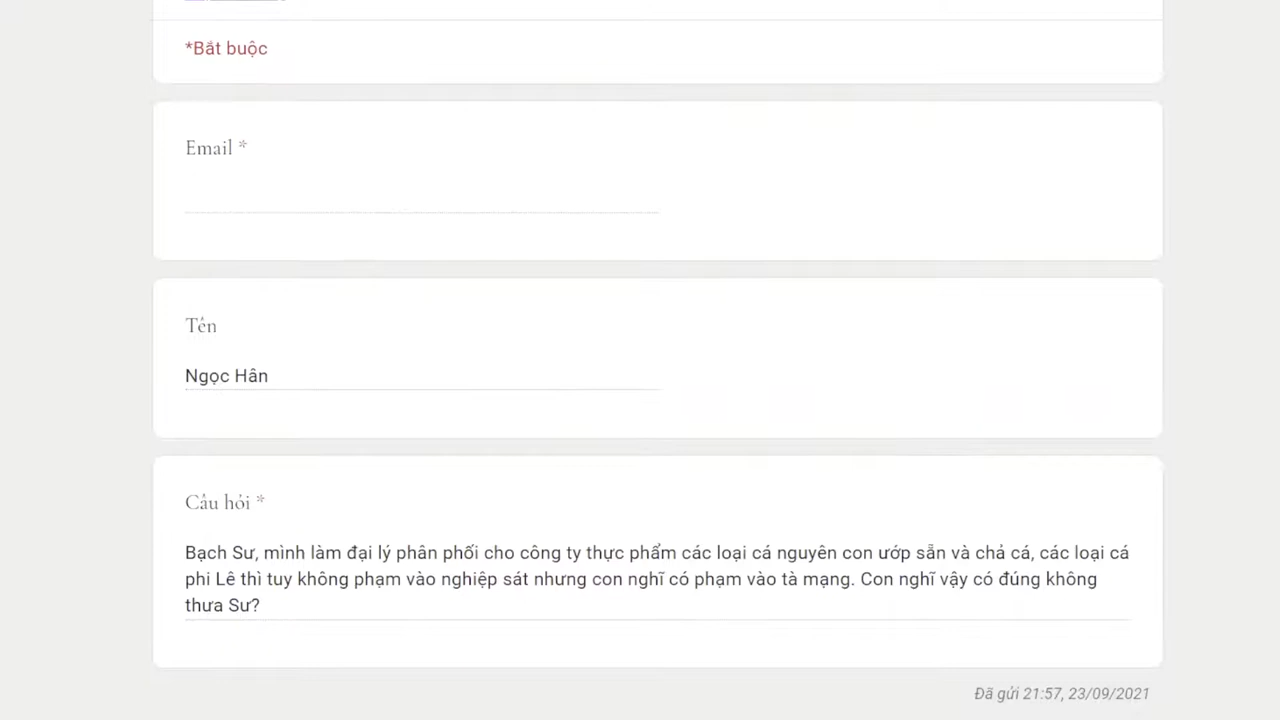 *Bắt buộc
Email *
Tên
Ngọc Hân
Câu hỏi *
Bạch Sư, mình làm đại lý phân phối cho công ty thực phẩm các loại cá nguyên con ướp sẵn và chả cá, các loại cá
phi Lê thì tuy không phạm vào nghiệp sát nhưng con nghĩ có phạm vào tà mạng. Con nghĩ vậy có đúng không
thưa Sư?
Đã gửi 21:57, 23/09/2021